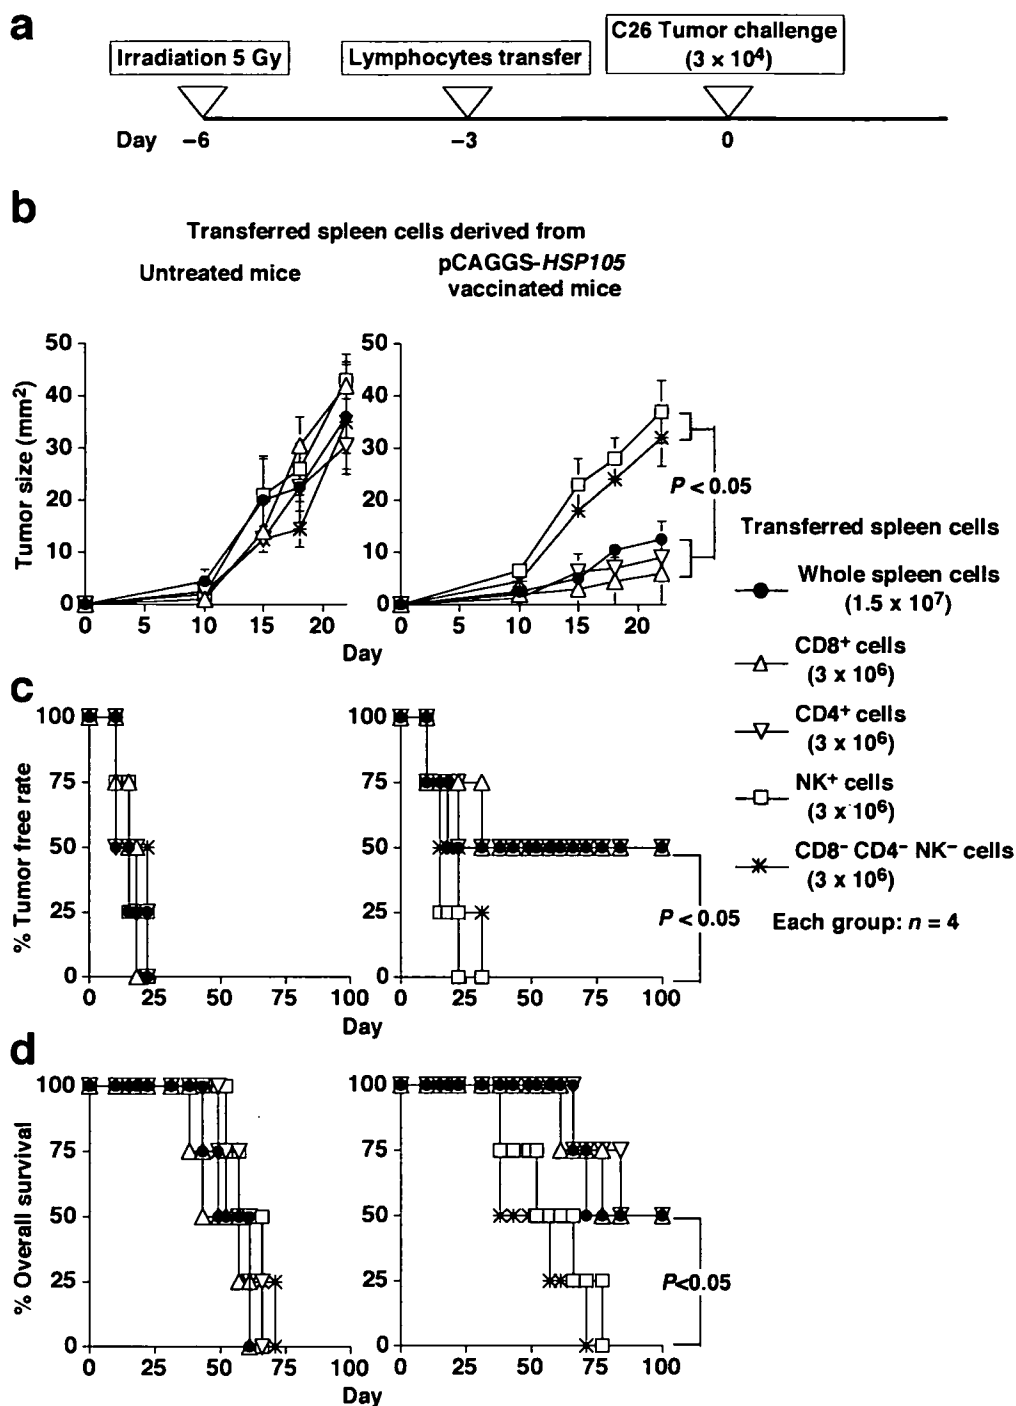 a
Irradiation 5 Gy
Lymphocytes transfer
C26 Tumor challenge
(3 x 10⁴)
Day
−6
−3
0
b
Transferred spleen cells derived from
Untreated mice
pCAGGS-HSP105
vaccinated mice
Tumor size (mm²)
50
40
30
20
10
0
0 5 10 15 20
50
40
30
20
10
0
0 5 10 15 20
Day
P < 0.05
Transferred spleen cells
Whole spleen cells
(1.5 x 10⁷)
CD8⁺ cells
(3 x 10⁶)
CD4⁺ cells
(3 x 10⁶)
NK⁺ cells
(3 x 10⁶)
CD8⁻ CD4⁻ NK⁻ cells
(3 x 10⁶)
Each group: n = 4
c
% Tumor free rate
100
75
50
25
0
0 25 50 75 100
100
75
50
25
0
0 25 50 75 100
Day
P < 0.05
d
% Overall survival
100
75
50
25
0
0 25 50 75 100
100
75
50
25
0
0 25 50 75 100
Day
P<0.05